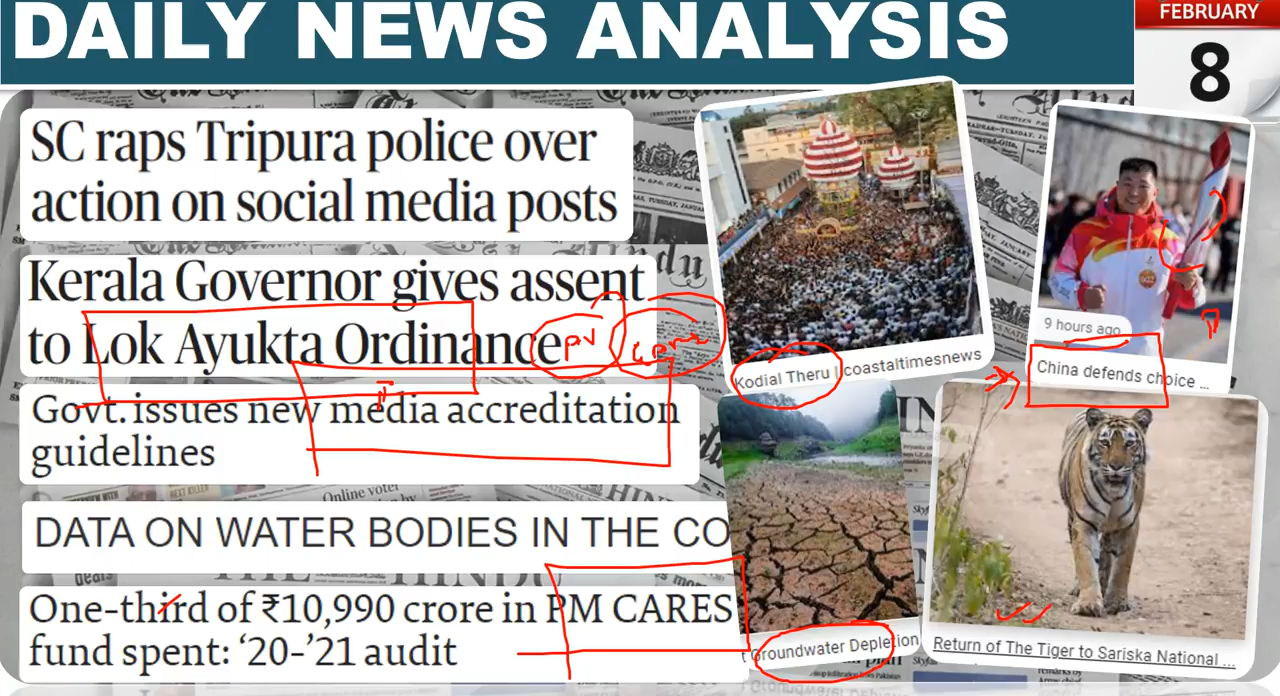 DAILY NEWS ANALYSIS
FEBRUARY
8
SC raps Tripura police over
action on social media posts
Kerala Governor gives assent
to Lok Ayukta Ordinance
Govt. issues new media accreditation
guidelines
DATA ON WATER BODIES IN THE CO
One-third of ₹10,990 crore in PM CARES
fund spent: ‘20-’21 audit
Kodial Theru | coastaltimesnews
9 hours ago
China defends choice ...
t Groundwater Depletion
Return of The Tiger to Sariska National ...
Online voter